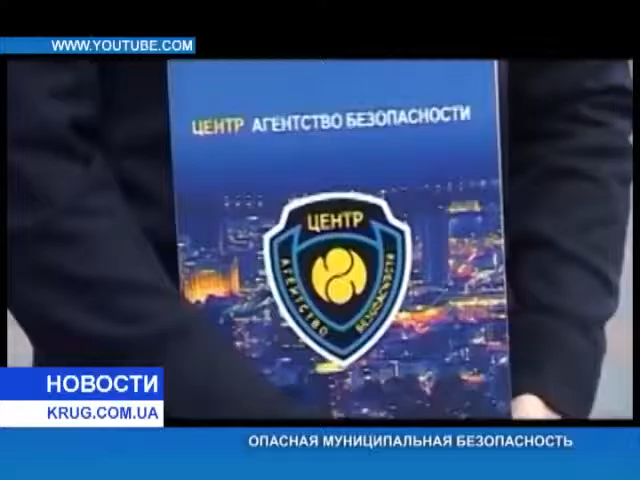 WWW.YOUTUBE.COM
ЦЕНТР АГЕНТСТВО БЕЗОПАСНОСТИ
ЦЕНТР
АГЕНТСТВО
БЕЗОПАСНОСТИ
НОВОСТИ
KRUG.COM.UA
ОПАСНАЯ МУНИЦИПАЛЬНАЯ БЕЗОПАСНОСТЬ